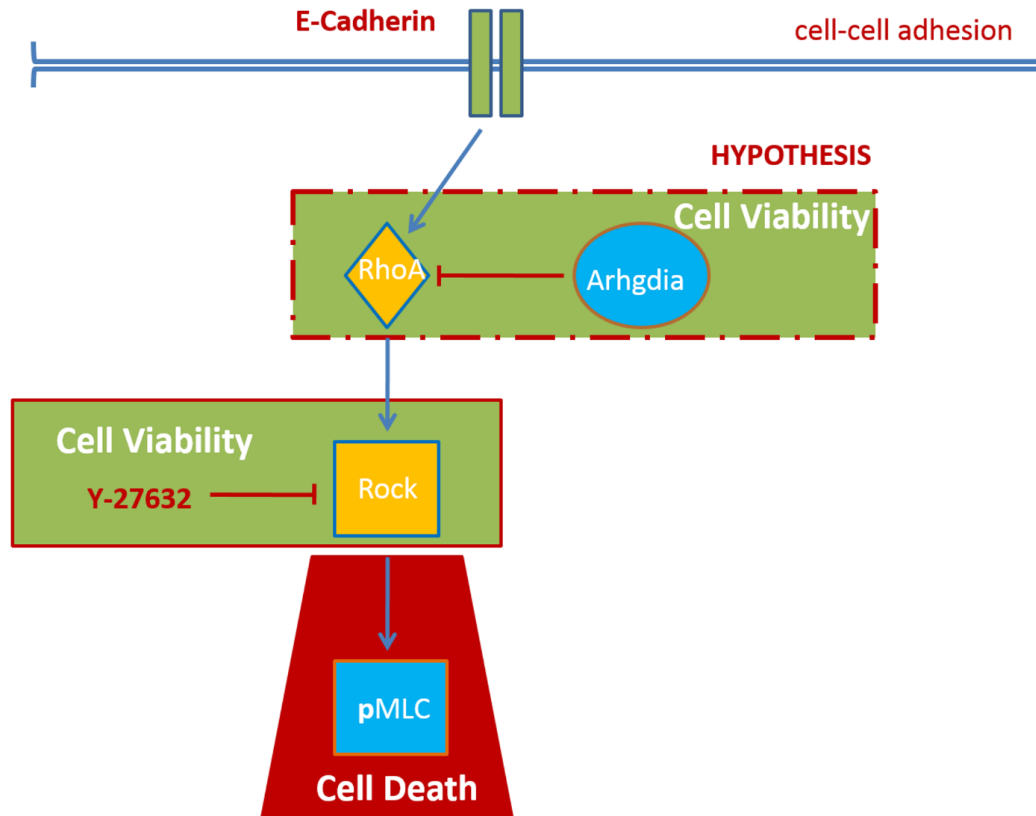 E-Cadherin
cell-cell adhesion
HYPOTHESIS
Cell Viability
RhoA
Arhgdia
Cell Viability
Y-27632
Rock
pMLC
Cell Death